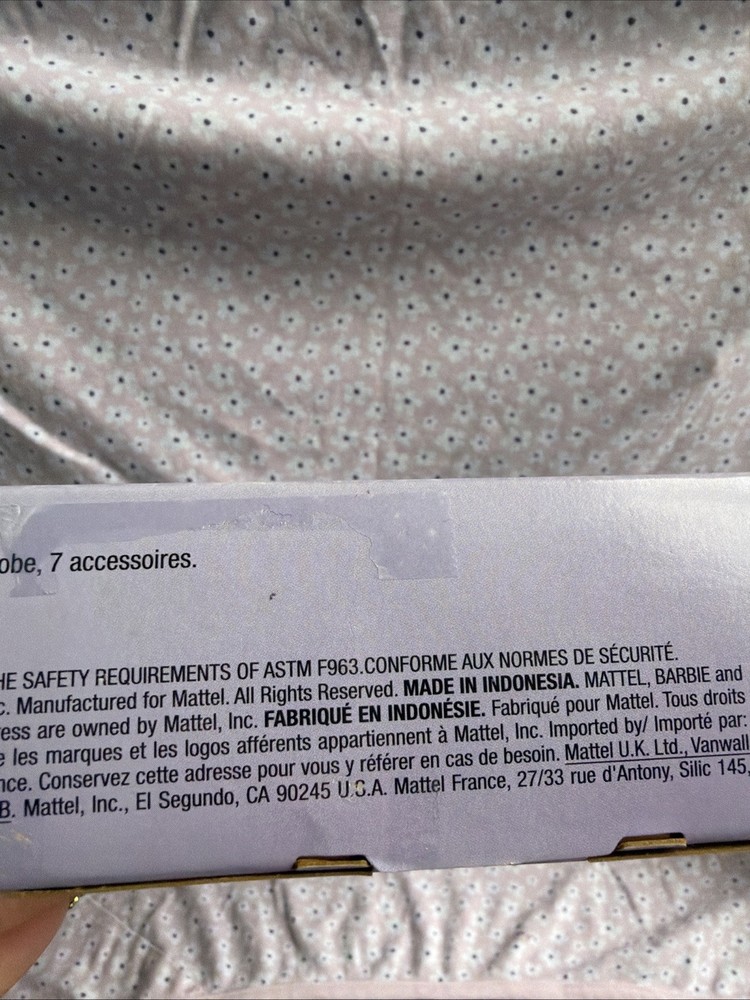 obe, 7 accessoires.
HE SAFETY REQUIREMENTS OF ASTM F963.CONFORME AUX NORMES DE SÉCURITÉ.
c. Manufactured for Mattel. All Rights Reserved. MADE IN INDONESIA. MATTEL, BARBIE and
ess are owned by Mattel, Inc. FABRIQUÉ EN INDONÉSIE. Fabriqué pour Mattel. Tous droits
e les marques et les logos afférents appartiennent à Mattel, Inc. Imported by/ Importé par:
nce. Conservez cette adresse pour vous y référer en cas de besoin. Mattel U.K. Ltd., Vanwall
B. Mattel, Inc., El Segundo, CA 90245 U.S.A. Mattel France, 27/33 rue d'Antony, Silic 145,